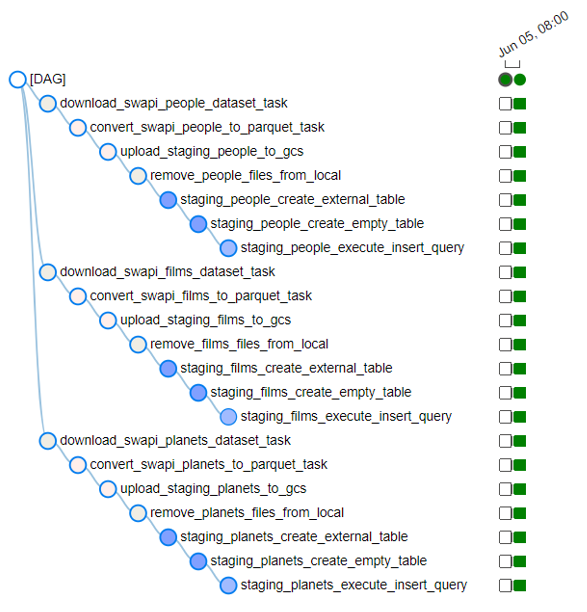 Jun 05, 08:00
[DAG]
download_swapi_people_dataset_task
convert_swapi_people_to_parquet_task
upload_staging_people_to_gcs
remove_people_files_from_local
staging_people_create_external_table
staging_people_create_empty_table
staging_people_execute_insert_query
download_swapi_films_dataset_task
convert_swapi_films_to_parquet_task
upload_staging_films_to_gcs
remove_films_files_from_local
staging_films_create_external_table
staging_films_create_empty_table
staging_films_execute_insert_query
download_swapi_planets_dataset_task
convert_swapi_planets_to_parquet_task
upload_staging_planets_to_gcs
remove_planets_files_from_local
staging_planets_create_external_table
staging_planets_create_empty_table
staging_planets_execute_insert_query